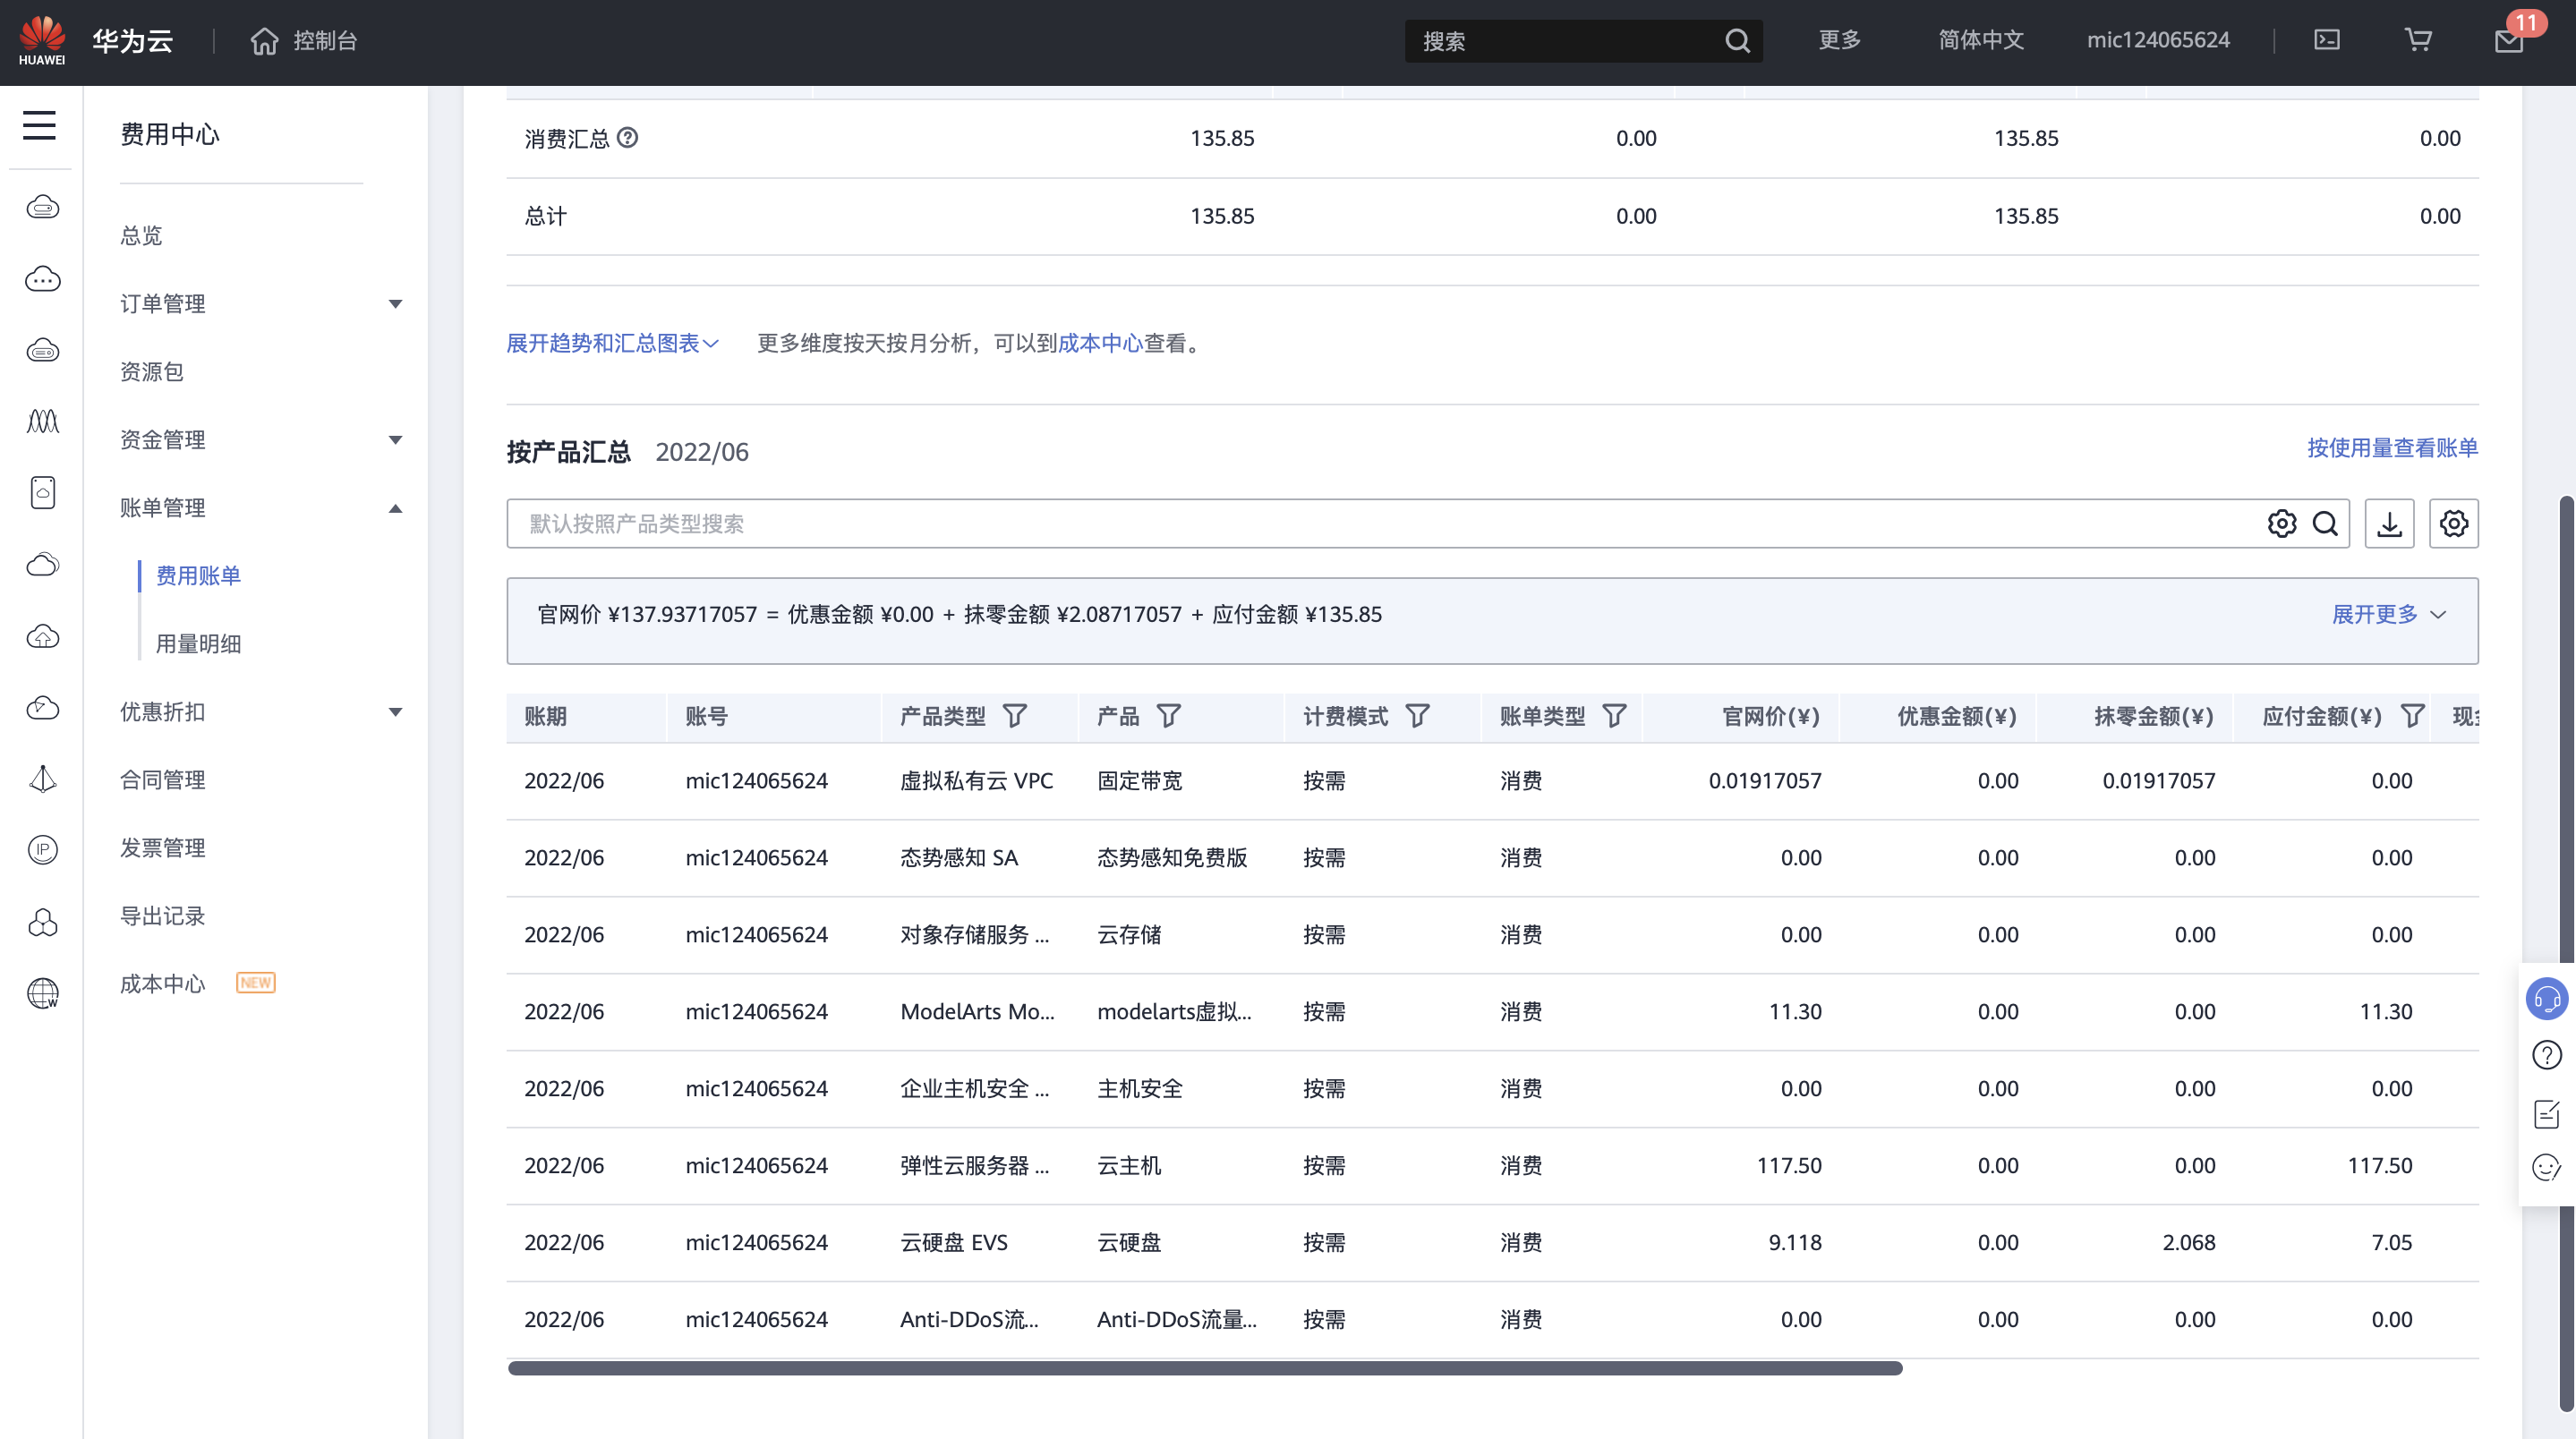 HUAWEI 华为云 控制台 搜索 更多 简体中文 mic124065624 11
费用中心
总览
订单管理
资源包
资金管理
账单管理
费用账单
用量明细
优惠折扣
合同管理
发票管理
导出记录
成本中心 NEW
IP
W
消费汇总 135.85 0.00 135.85 0.00
总计 135.85 0.00 135.85 0.00
展开趋势和汇总图表 更多维度按天按月分析，可以到成本中心查看。
按产品汇总 2022/06 按使用量查看账单
默认按照产品类型搜索
官网价 ¥137.93717057 = 优惠金额 ¥0.00 + 抹零金额 ¥2.08717057 + 应付金额 ¥135.85 展开更多
账期 账号 产品类型 产品 计费模式 账单类型 官网价(¥) 优惠金额(¥) 抹零金额(¥) 应付金额(¥) 现
2022/06 mic124065624 虚拟私有云 VPC 固定带宽 按需 消费 0.01917057 0.00 0.01917057 0.00
2022/06 mic124065624 态势感知 SA 态势感知免费版 按需 消费 0.00 0.00 0.00 0.00
2022/06 mic124065624 对象存储服务 ... 云存储 按需 消费 0.00 0.00 0.00 0.00
2022/06 mic124065624 ModelArts Mo... modelarts虚拟... 按需 消费 11.30 0.00 0.00 11.30
2022/06 mic124065624 企业主机安全 ... 主机安全 按需 消费 0.00 0.00 0.00 0.00
2022/06 mic124065624 弹性云服务器 ... 云主机 按需 消费 117.50 0.00 0.00 117.50
2022/06 mic124065624 云硬盘 EVS 云硬盘 按需 消费 9.118 0.00 2.068 7.05
2022/06 mic124065624 Anti-DDoS流... Anti-DDoS流量... 按需 消费 0.00 0.00 0.00 0.00